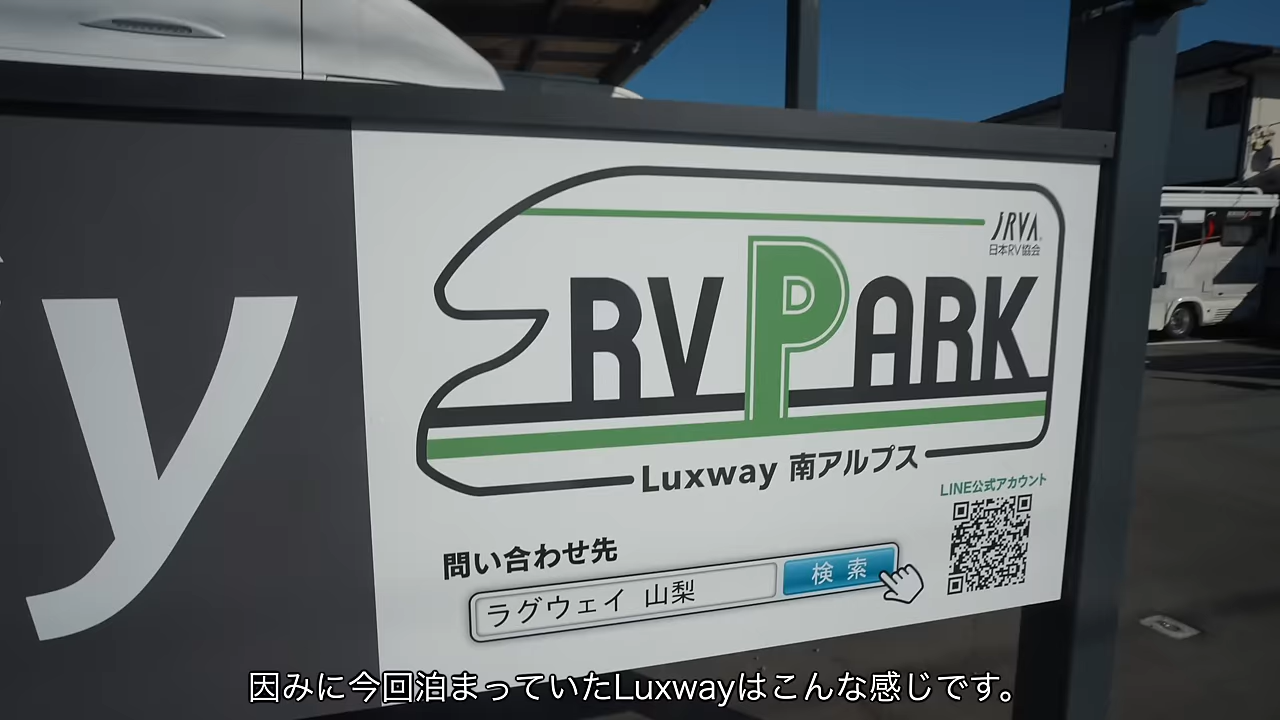 y
JRVA
日本RV協会
RV PARK
Luxway 南アルプス
LINE公式アカウント
問い合わせ先
ラグウェイ 山梨
検索
因みに今回泊まっていたLuxwayはこんな感じです。